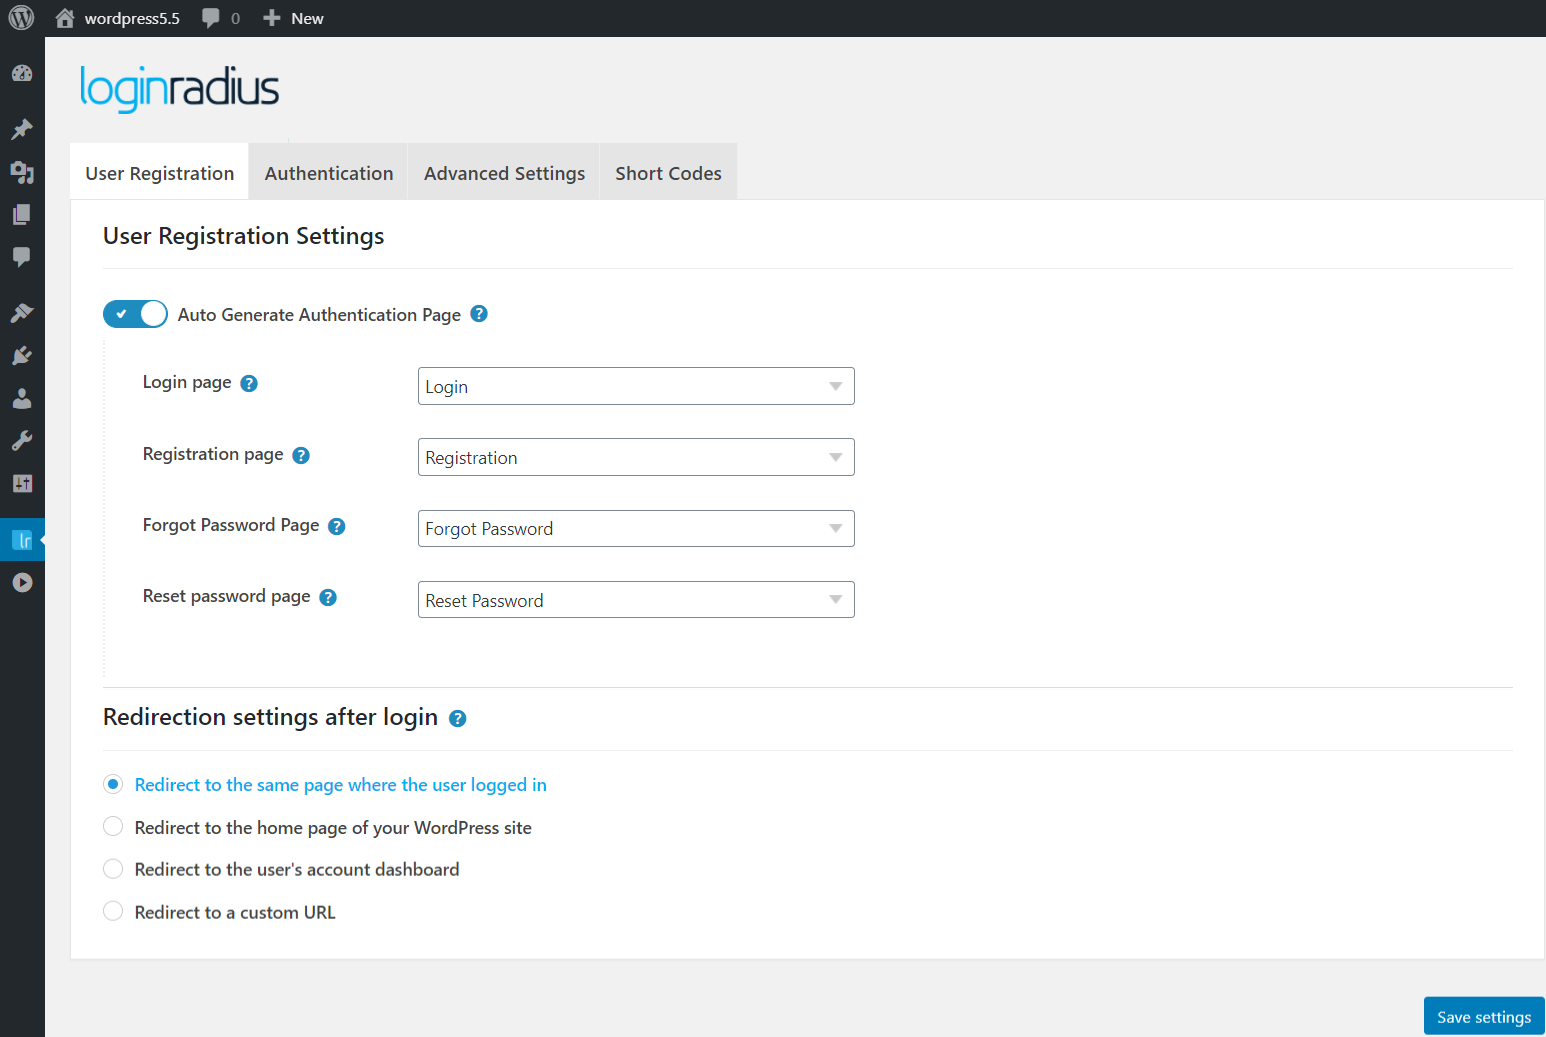 wordpress5.5 0 New
loginradius
User Registration Authentication Advanced Settings Short Codes
User Registration Settings
Auto Generate Authentication Page ?
Login page ? Login
Registration page ? Registration
Forgot Password Page ? Forgot Password
Reset password page ? Reset Password
lr
Redirection settings after login ?
Redirect to the same page where the user logged in
Redirect to the home page of your WordPress site
Redirect to the user's account dashboard
Redirect to a custom URL
Save settings